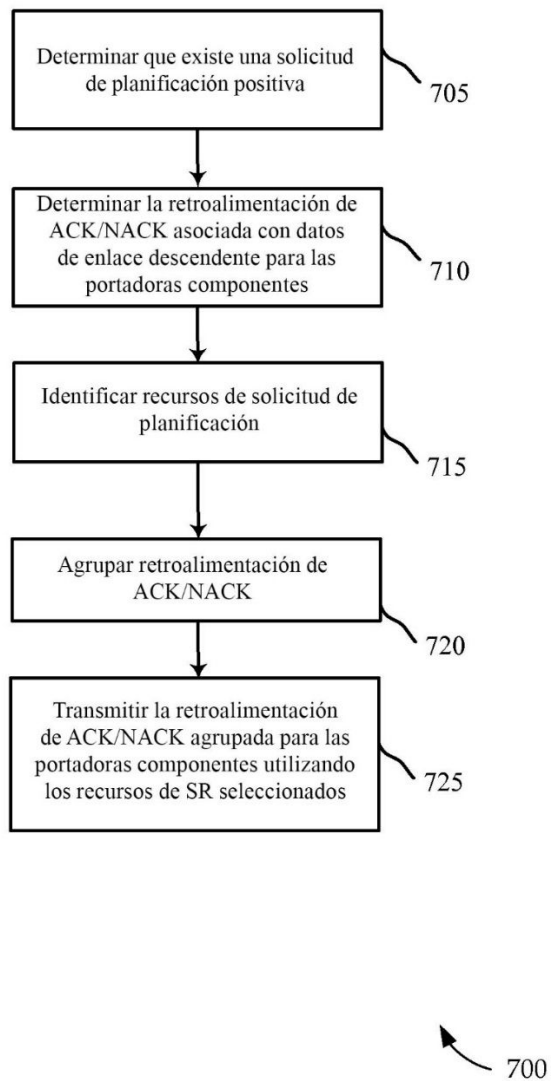 Determinar que existe una solicitud
de planificación positiva
705
Determinar la retroalimentación de
ACK/NACK asociada con datos
de enlace descendente para las
portadoras componentes
710
Identificar recursos de solicitud de
planificación
715
Agrupar retroalimentación de
ACK/NACK
720
Transmitir la retroalimentación
de ACK/NACK agrupada para las
portadoras componentes utilizando
los recursos de SR seleccionados
725
700